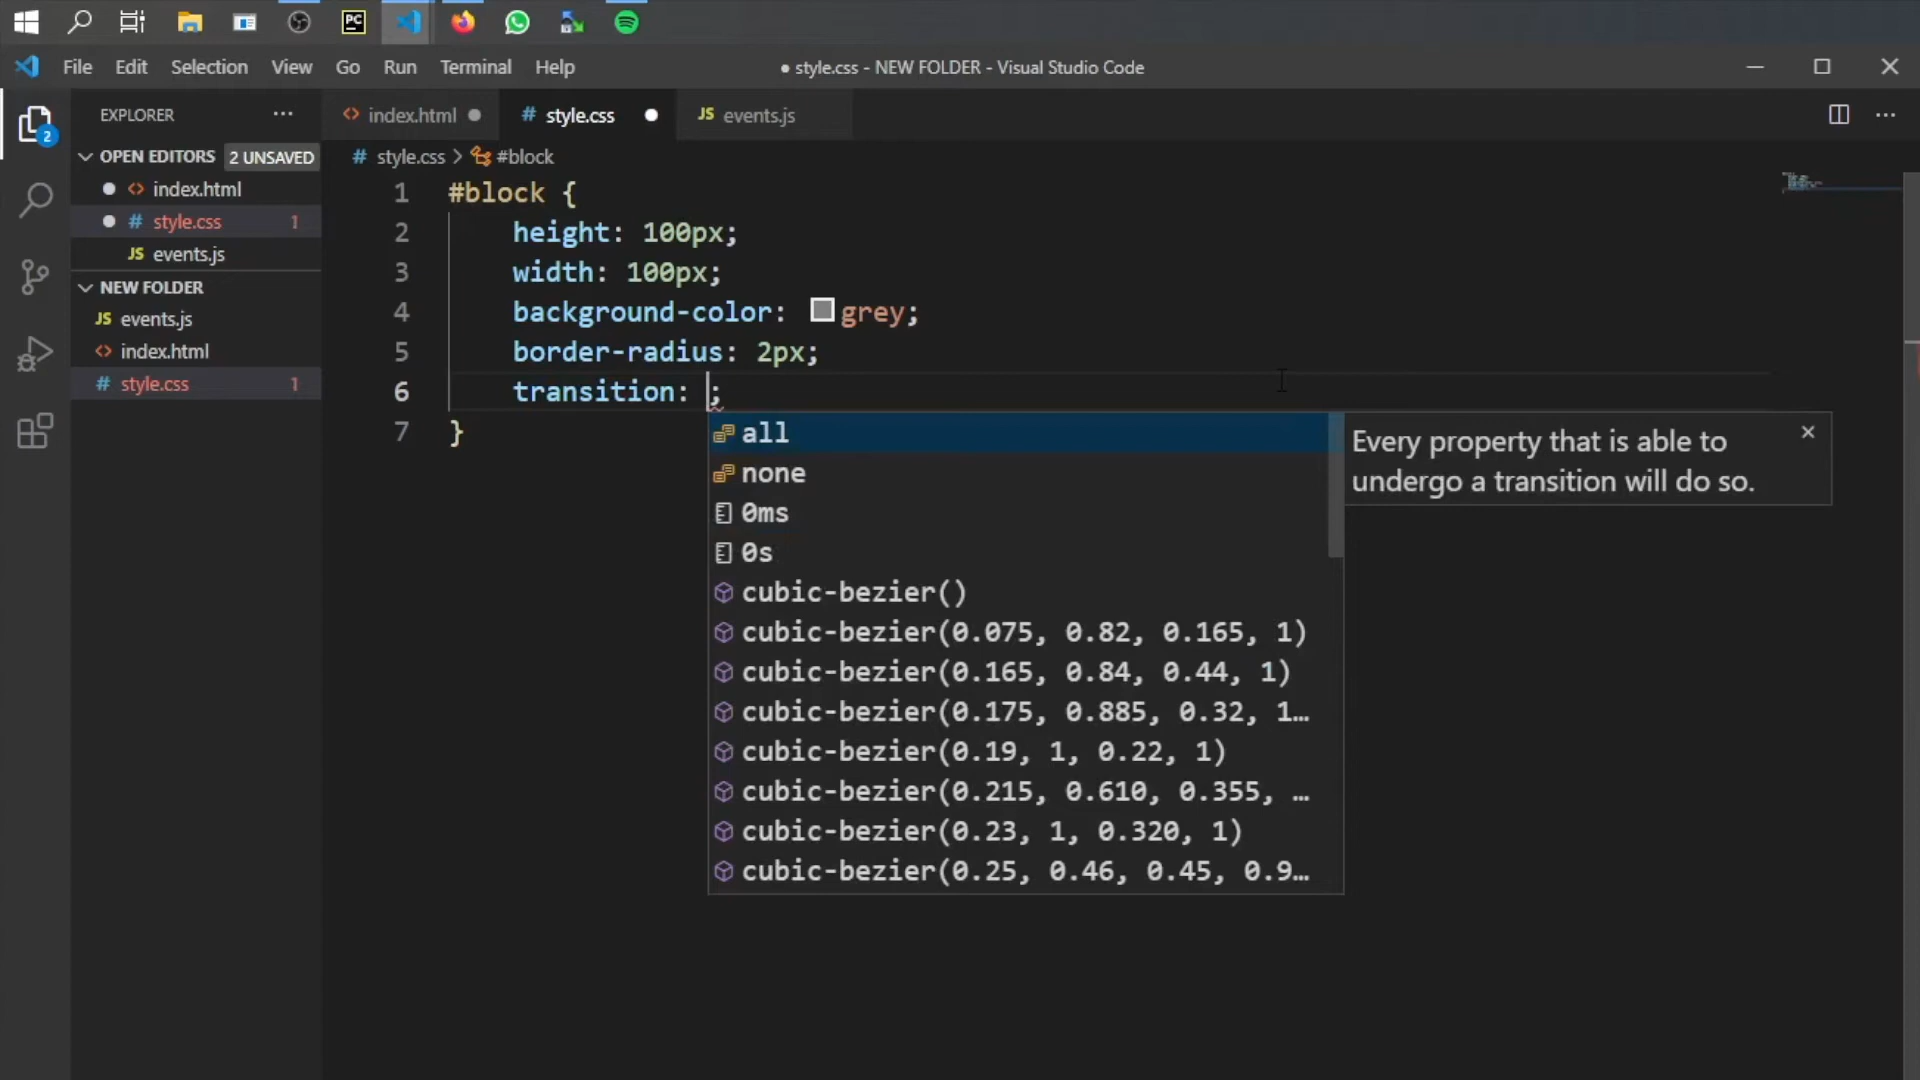 PC
File Edit Selection View Go Run Terminal Help
● style.css - NEW FOLDER - Visual Studio Code
2
EXPLORER
OPEN EDITORS 2 UNSAVED
<> index.html
# style.css 1
JS events.js
NEW FOLDER
JS events.js
<> index.html
# style.css 1
<> index.html ●
# style.css ●
JS events.js
# style.css > #block
1 #block {
2 height: 100px;
3 width: 100px;
4 background-color: grey;
5 border-radius: 2px;
6 transition: ;
7 }
all
none
0ms
0s
cubic-bezier()
cubic-bezier(0.075, 0.82, 0.165, 1)
cubic-bezier(0.165, 0.84, 0.44, 1)
cubic-bezier(0.175, 0.885, 0.32, 1…
cubic-bezier(0.19, 1, 0.22, 1)
cubic-bezier(0.215, 0.610, 0.355, …
cubic-bezier(0.23, 1, 0.320, 1)
cubic-bezier(0.25, 0.46, 0.45, 0.9…
Every property that is able to
undergo a transition will do so.